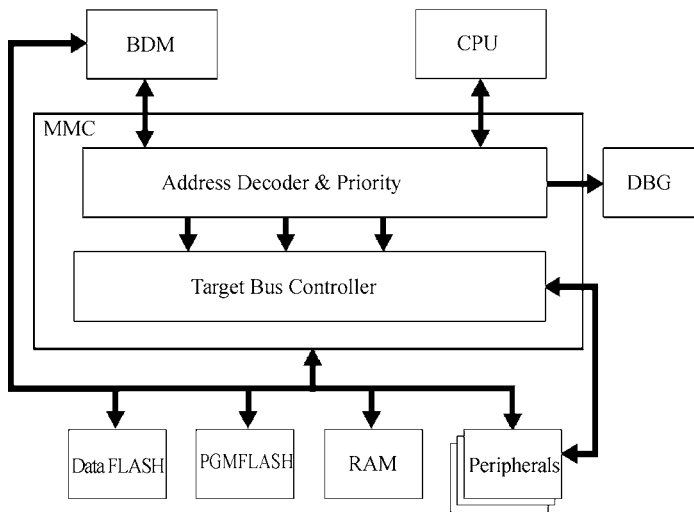 BDM
CPU
MMC
Address Decoder & Priority
DBG
Target Bus Controller
Data FLASH
PGMFLASH
RAM
Peripherals